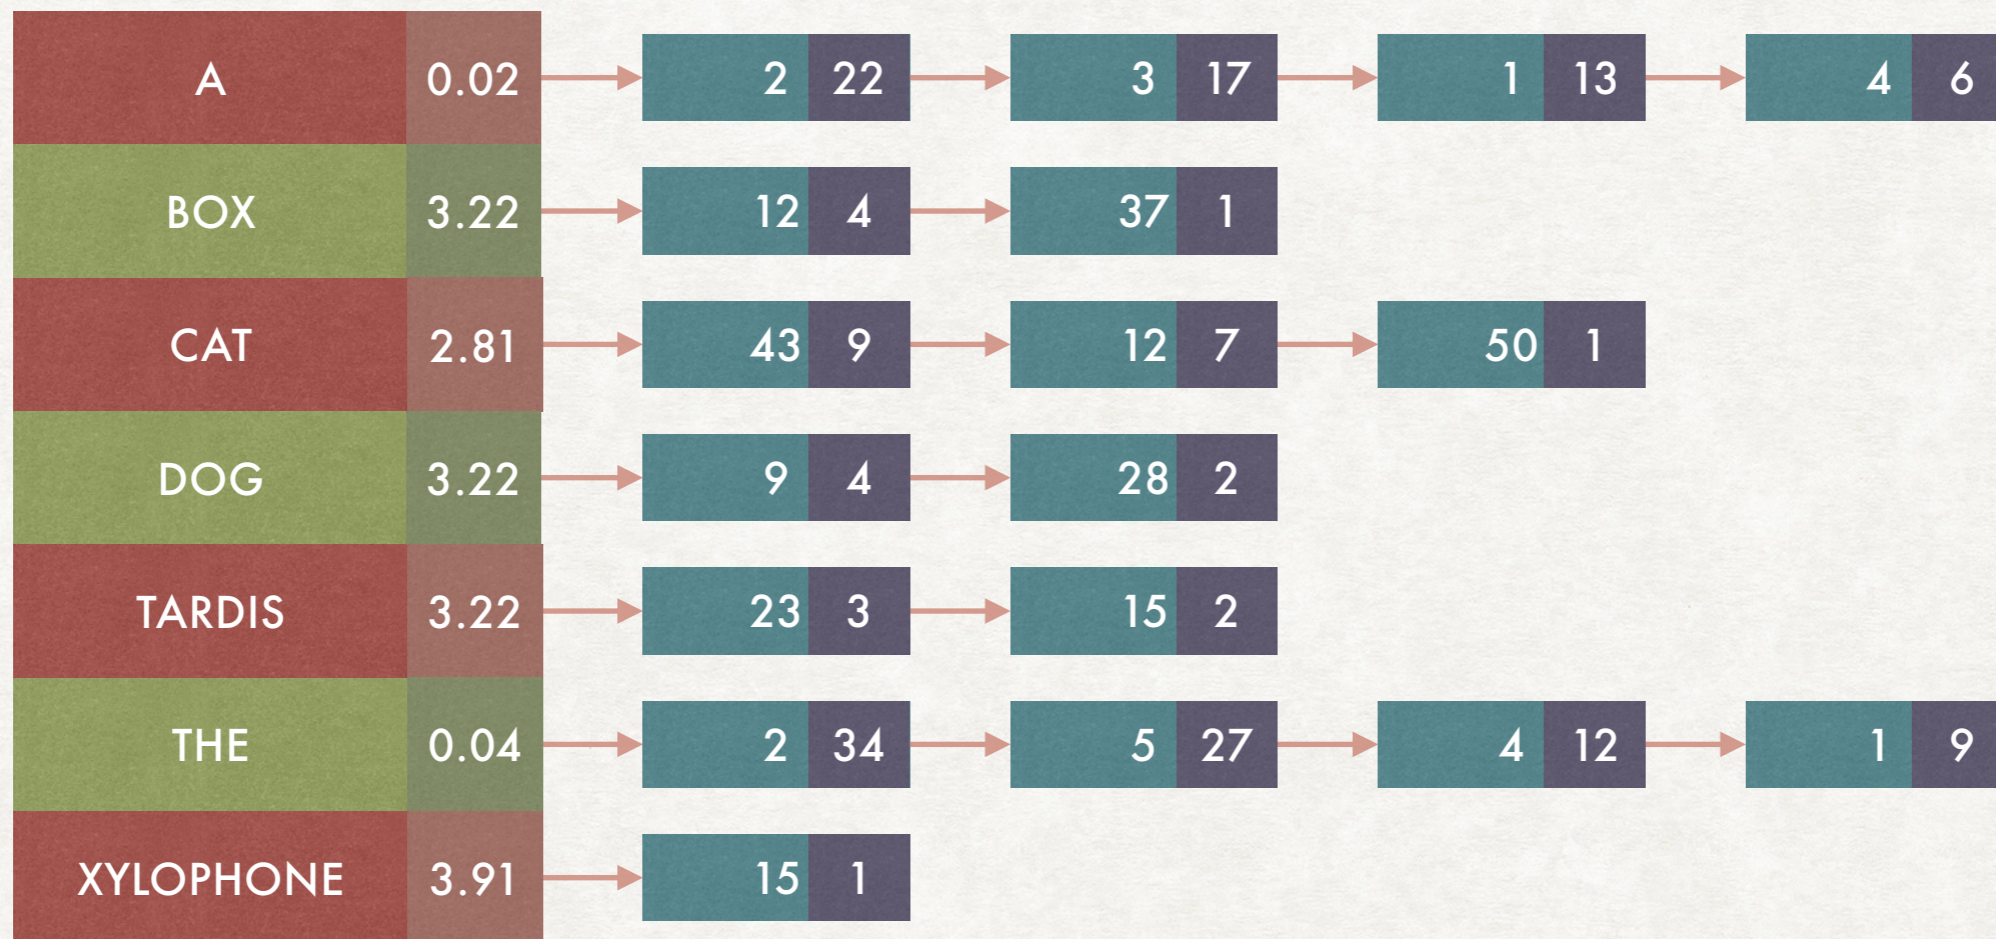 A 0.02 2 22 3 17 1 13 4 6
BOX 3.22 12 4 37 1
CAT 2.81 43 9 12 7 50 1
DOG 3.22 9 4 28 2
TARDIS 3.22 23 3 15 2
THE 0.04 2 34 5 27 4 12 1 9
XYLOPHONE 3.91 15 1